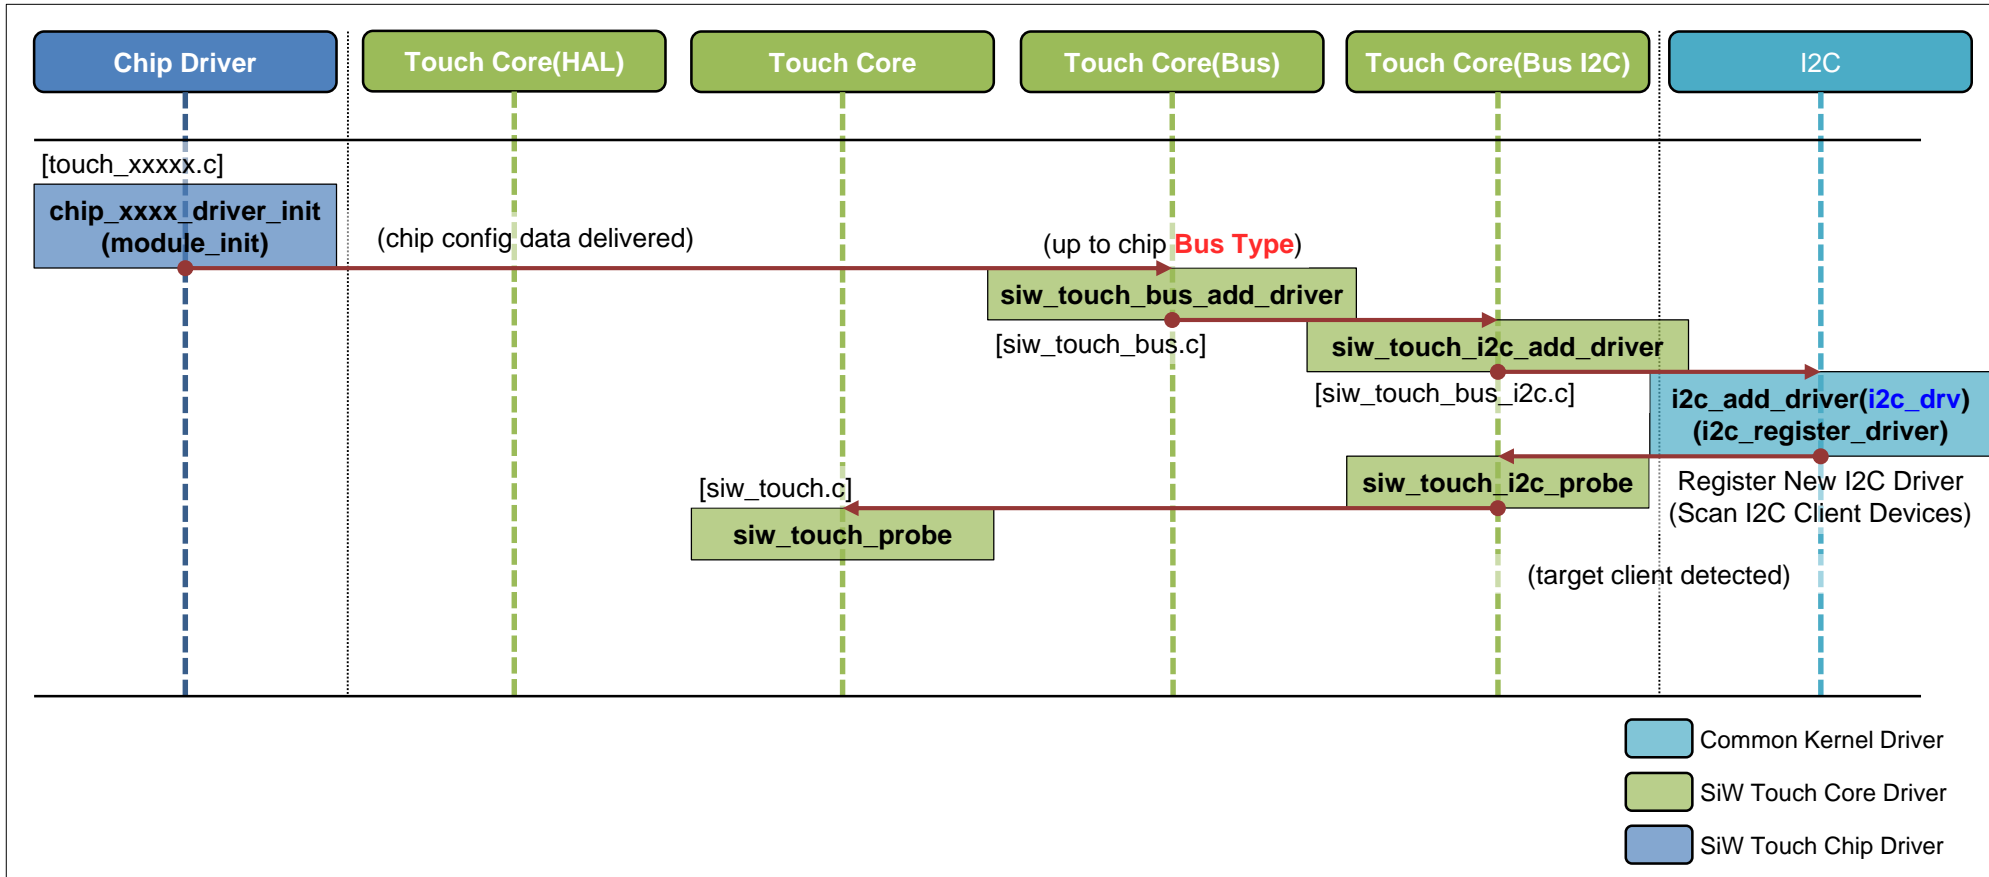 Chip Driver
Touch Core(HAL)
Touch Core
Touch Core(Bus)
Touch Core(Bus I2C)
I2C
[touch_xxxxx.c]
chip_xxxx_driver_init
(module_init)
(chip config data delivered)
(up to chip Bus Type)
siw_touch_bus_add_driver
[siw_touch_bus.c]
siw_touch_i2c_add_driver
[siw_touch_bus_i2c.c]
i2c_add_driver(i2c_drv)
(i2c_register_driver)
siw_touch_i2c_probe
Register New I2C Driver
(Scan I2C Client Devices)
[siw_touch.c]
siw_touch_probe
(target client detected)
Common Kernel Driver
SiW Touch Core Driver
SiW Touch Chip Driver